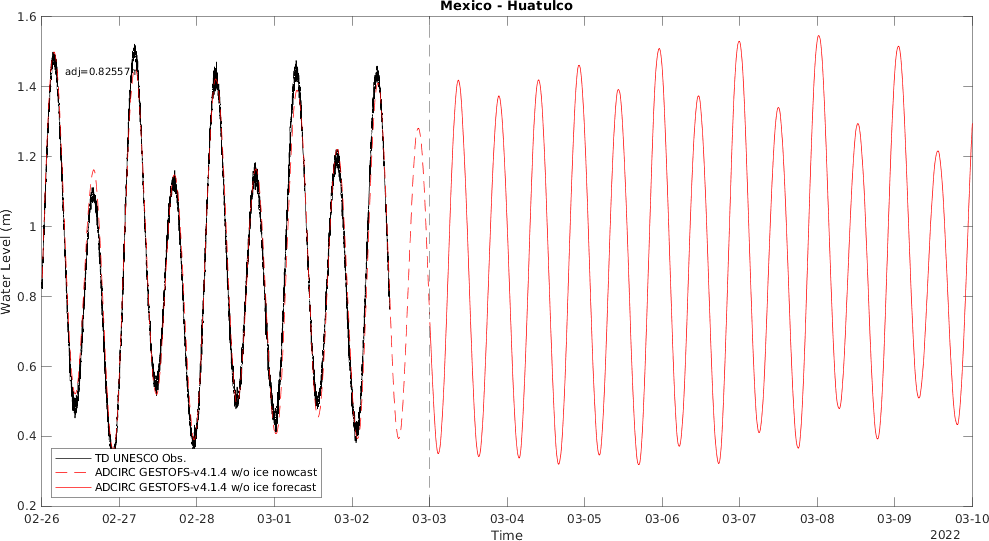 Mexico - Huatulco
1.6
1.4
1.2
1
0.8
0.6
0.4
0.2
Water Level (m)
adj=0.82557
TD UNESCO Obs.
ADCIRC GESTOFS-v4.1.4 w/o ice nowcast
ADCIRC GESTOFS-v4.1.4 w/o ice forecast
02-26 02-27 02-28 03-01 03-02 03-03 03-04 03-05 03-06 03-07 03-08 03-09 03-10
Time
2022